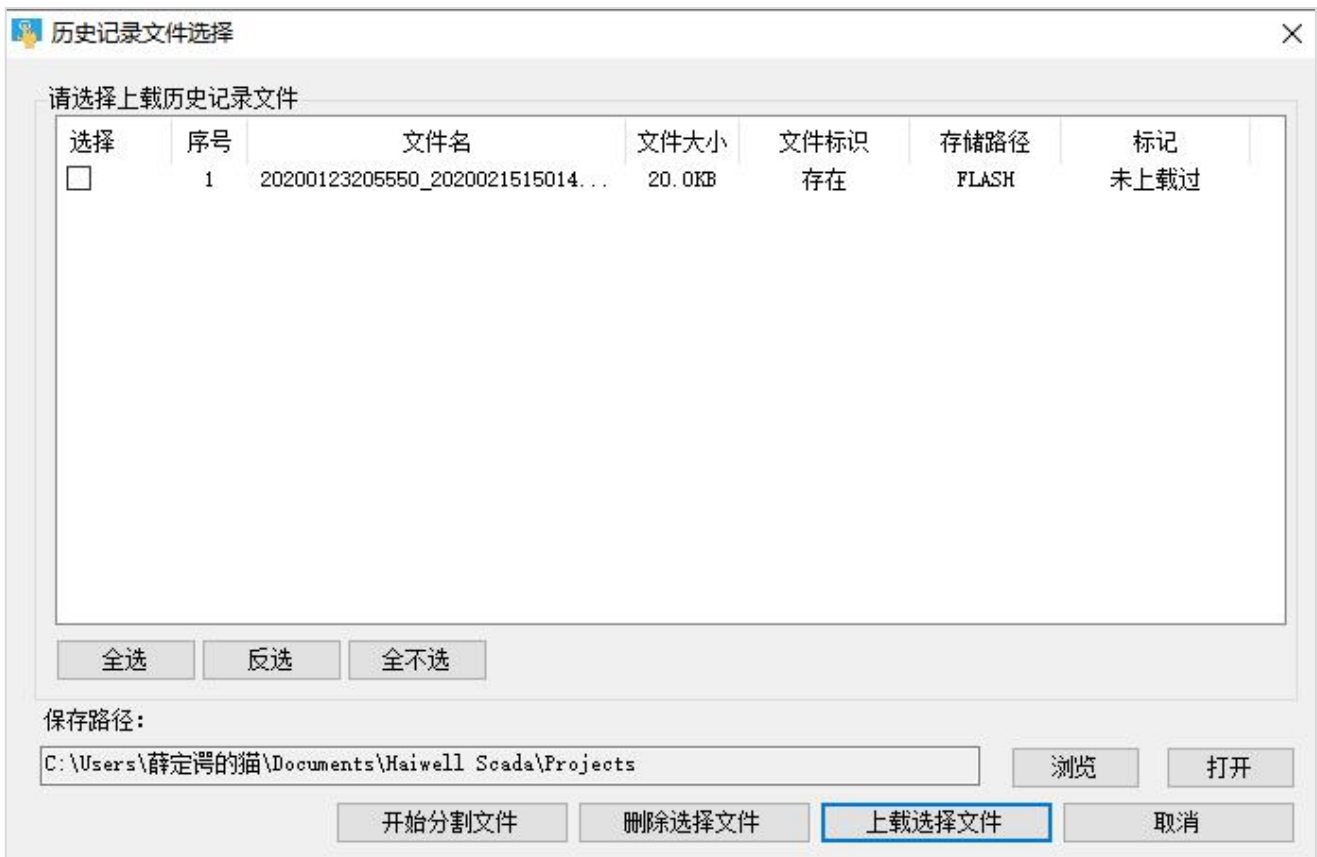 历史记录文件选择
请选择上载历史记录文件
选择 序号 文件名 文件大小 文件标识 存储路径 标记
1 20200123205550_2020021515014... 20.0KB 存在 FLASH 未上载过
全选 反选 全不选
保存路径:
C:\Users\薛定谔的猫\Documents\Haiwell Scada\Projects 浏览 打开
开始分割文件 删除选择文件 上载选择文件 取消